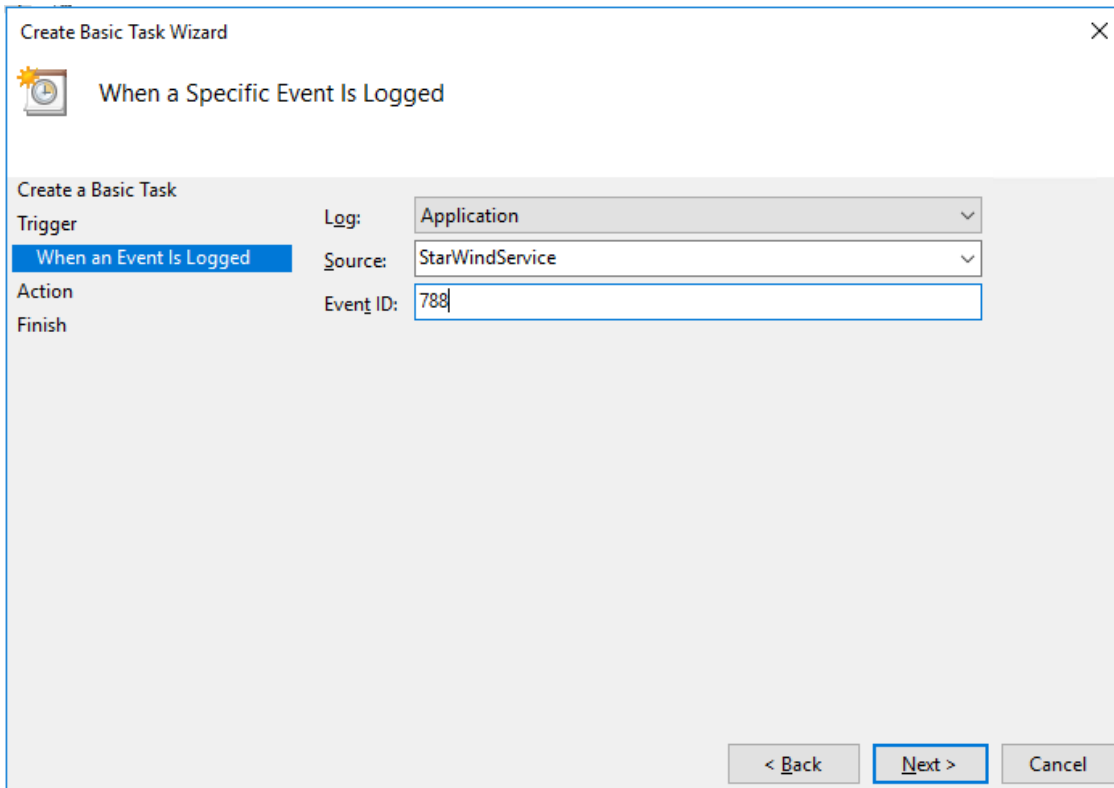 Create Basic Task Wizard
When a Specific Event Is Logged
Create a Basic Task
Trigger
When an Event Is Logged
Action
Finish
Log: Application
Source: StarWindService
Event ID: 788
< Back Next > Cancel